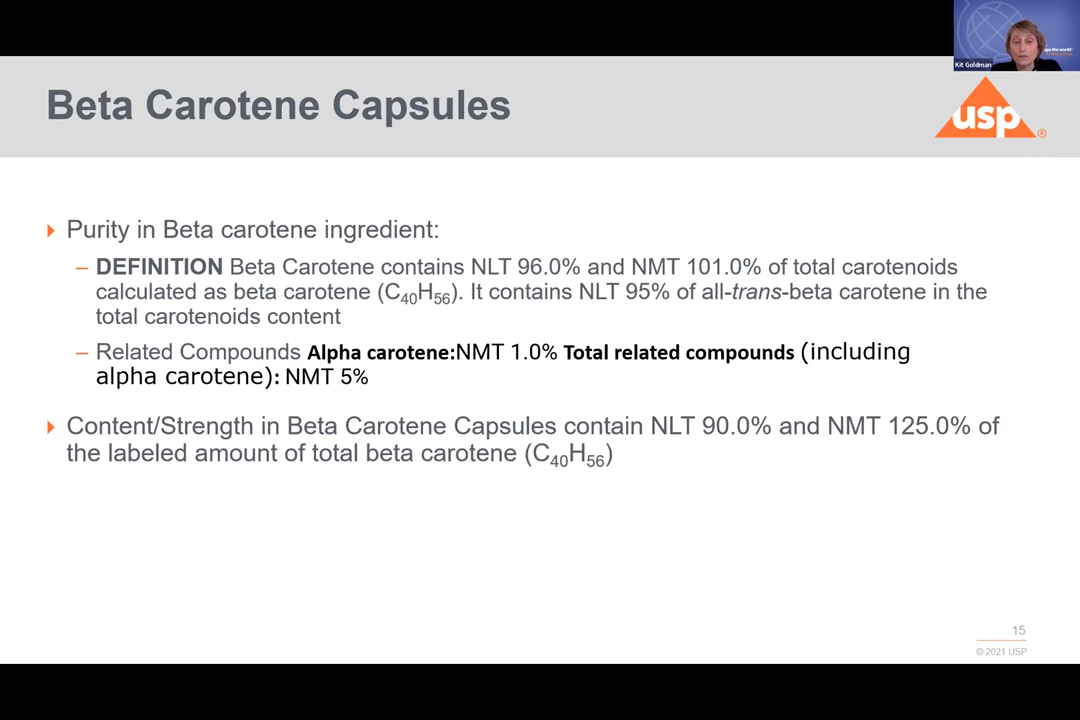 ge the world
Kit Goldman
Beta Carotene Capsules
usp®
Purity in Beta carotene ingredient:
– DEFINITION Beta Carotene contains NLT 96.0% and NMT 101.0% of total carotenoids
calculated as beta carotene (C₄₀H₅₆). It contains NLT 95% of all-trans-beta carotene in the
total carotenoids content
– Related Compounds Alpha carotene:NMT 1.0% Total related compounds (including
alpha carotene): NMT 5%
Content/Strength in Beta Carotene Capsules contain NLT 90.0% and NMT 125.0% of
the labeled amount of total beta carotene (C₄₀H₅₆)
15
© 2021 USP